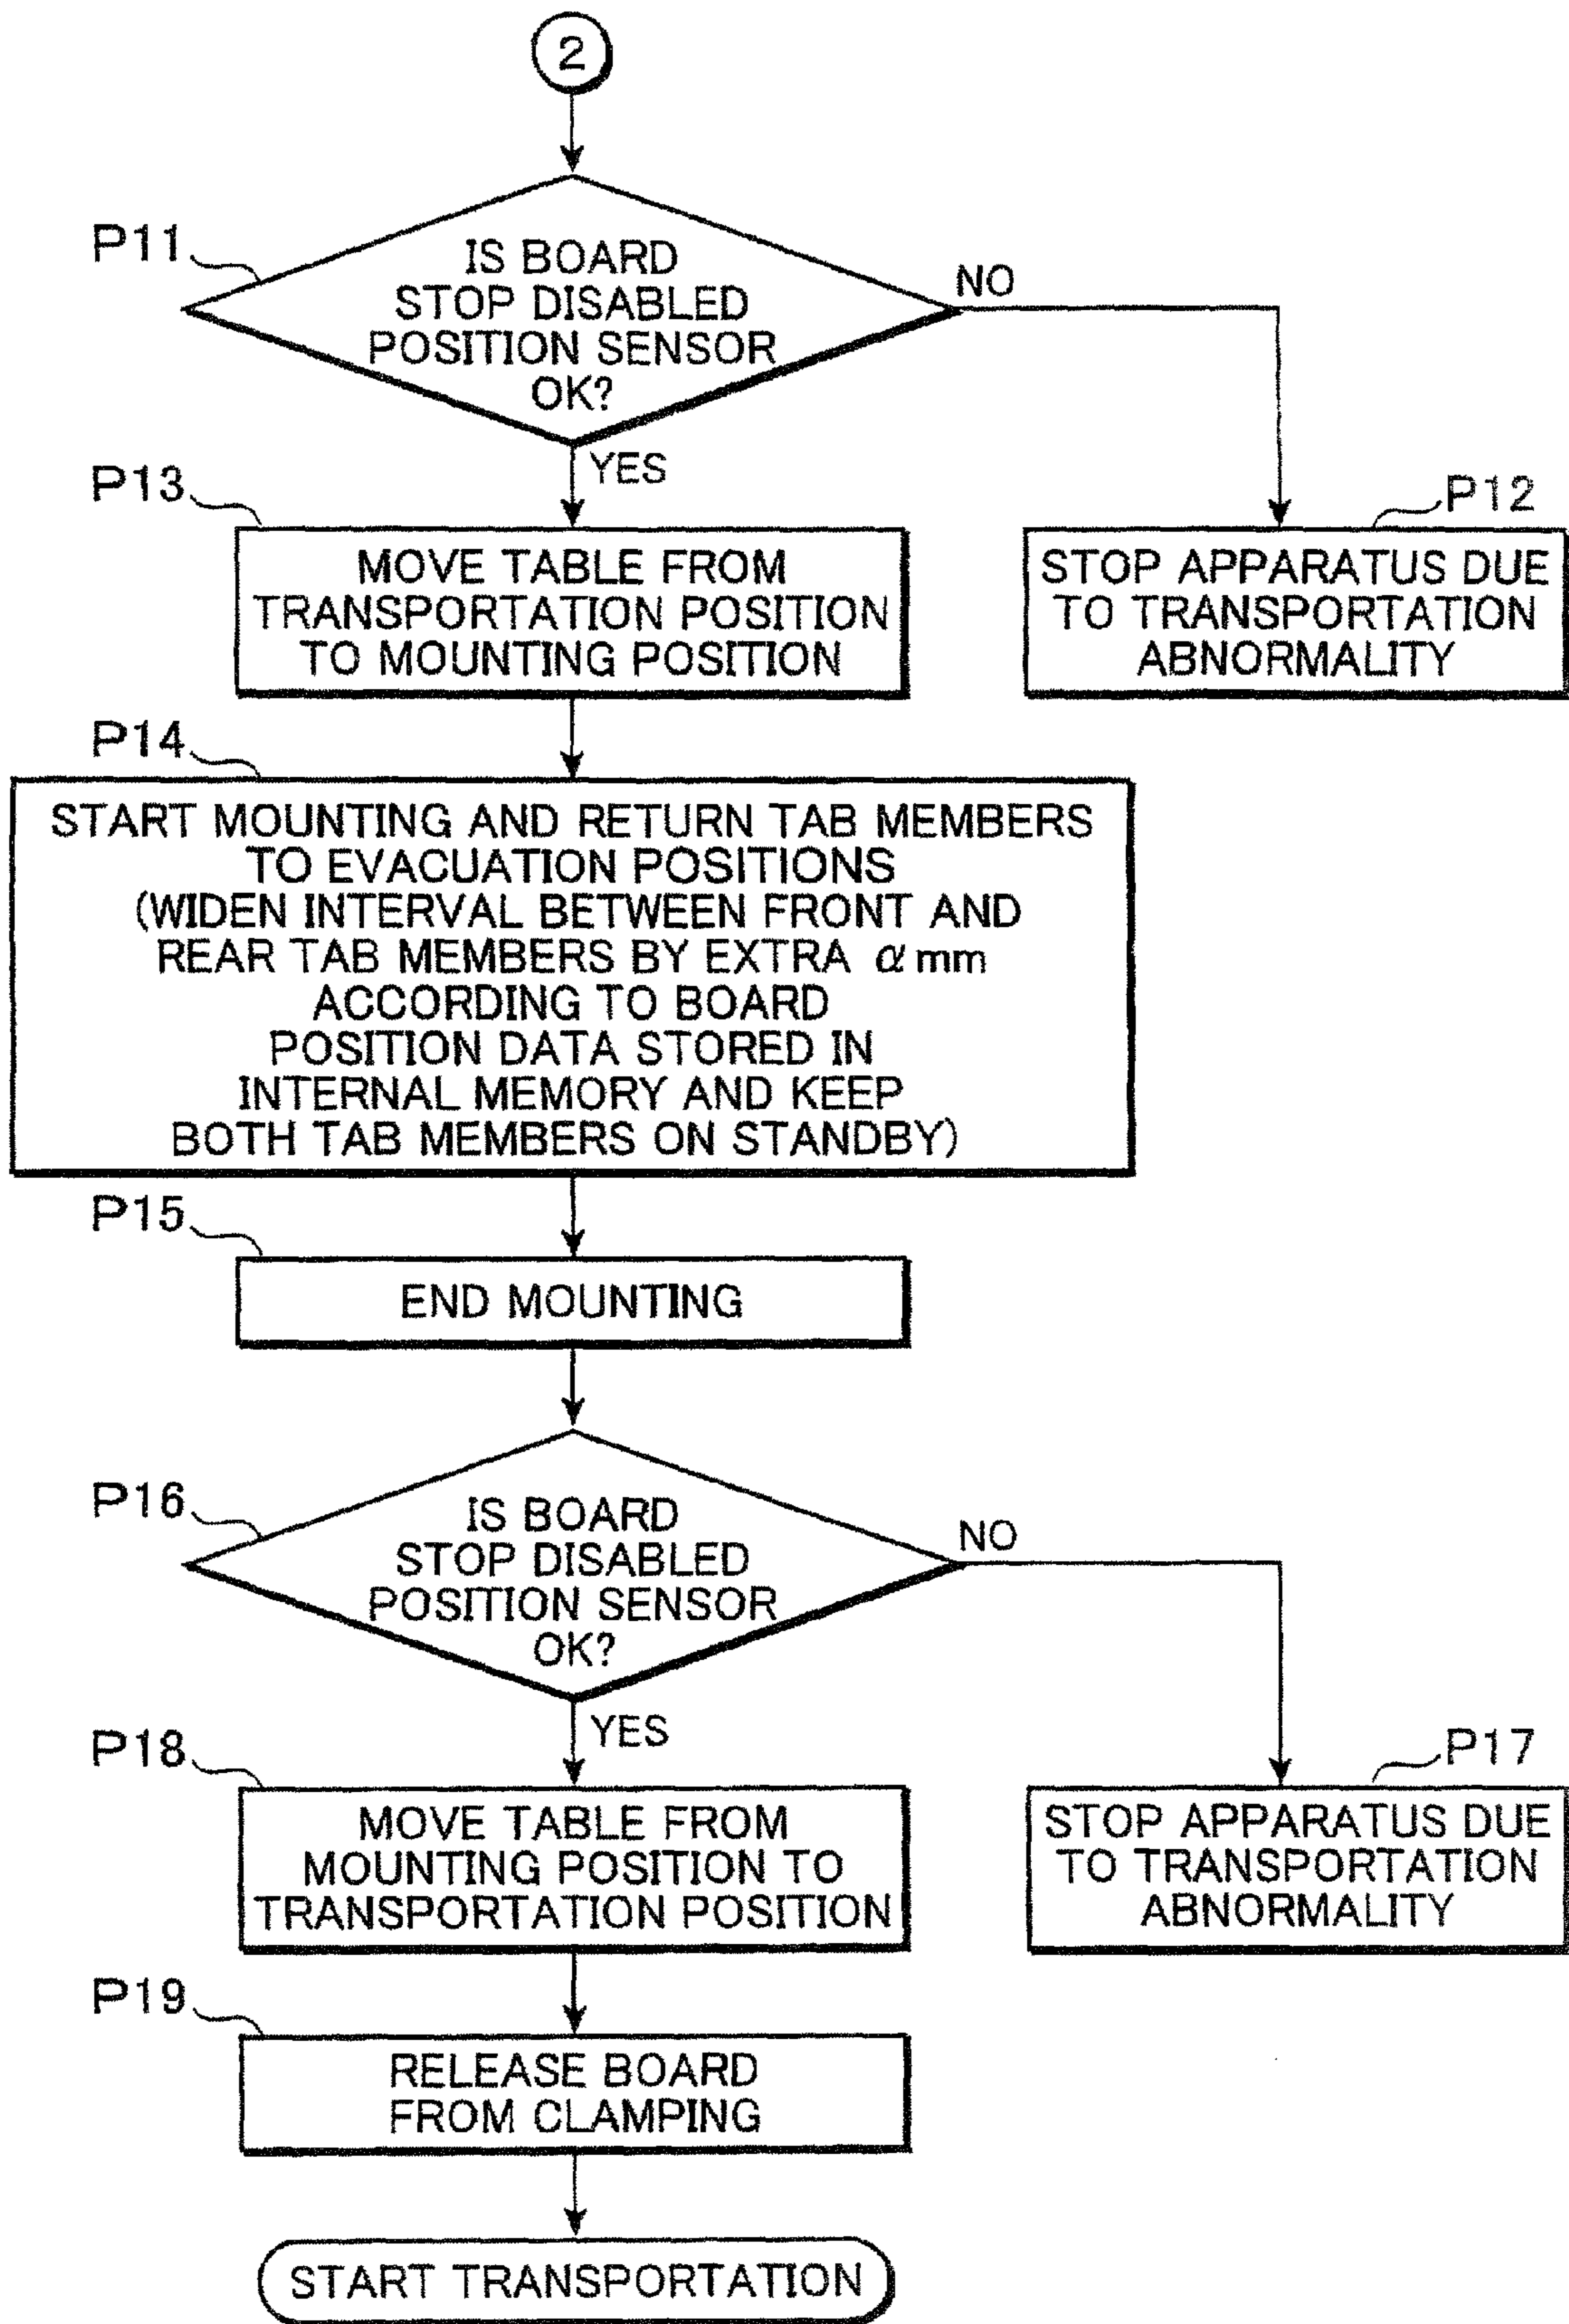 2
P11
IS BOARD
STOP DISABLED
POSITION SENSOR
OK?
NO
YES
P13
MOVE TABLE FROM
TRANSPORTATION POSITION
TO MOUNTING POSITION
P12
STOP APPARATUS DUE
TO TRANSPORTATION
ABNORMALITY
P14
START MOUNTING AND RETURN TAB MEMBERS
TO EVACUATION POSITIONS
(WIDEN INTERVAL BETWEEN FRONT AND
REAR TAB MEMBERS BY EXTRA α mm
ACCORDING TO BOARD
POSITION DATA STORED IN
INTERNAL MEMORY AND KEEP
BOTH TAB MEMBERS ON STANDBY)
P15
END MOUNTING
P16
IS BOARD
STOP DISABLED
POSITION SENSOR
OK?
NO
YES
P18
MOVE TABLE FROM
MOUNTING POSITION TO
TRANSPORTATION POSITION
P17
STOP APPARATUS DUE
TO TRANSPORTATION
ABNORMALITY
P19
RELEASE BOARD
FROM CLAMPING
START TRANSPORTATION